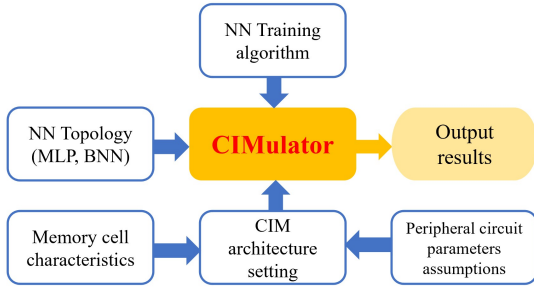 NN Training
algorithm
NN Topology
(MLP, BNN)
CIMulator
Output
results
Memory cell
characteristics
CIM
architecture
setting
Peripheral circuit
parameters
assumptions